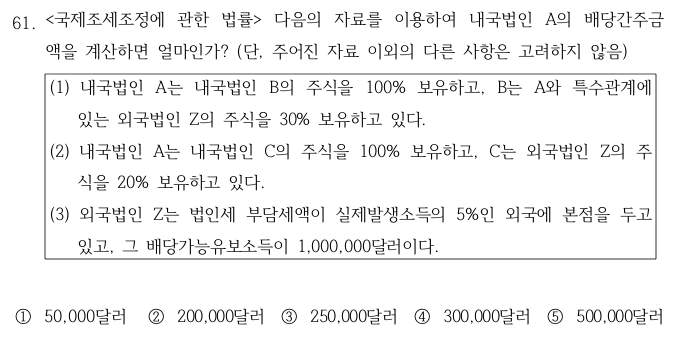 61. <국제조세조정에 관한 법률> 다음의 자료를 이용하여 내국법인 A의 배당간주금
액을 계산하면 얼마인가? (단, 주어진 자료 이외의 다른 사항은 고려하지 않음)
(1) 내국법인 A는 내국법인 B의 주식을 100% 보유하고, B는 A와 특수관계에
있는 외국법인 Z의 주식을 30% 보유하고 있다.
(2) 내국법인 A는 내국법인 C의 주식을 100% 보유하고, C는 외국법인 Z의 주
식을 20% 보유하고 있다.
(3) 외국법인 Z는 법인세 부담세액이 실제발생소득의 5%인 외국에 본점을 두고
있고, 그 배당가능유보소득이 1,000,000달러이다.
① 50,000달러 ② 200,000달러 ③ 250,000달러 ④ 300,000달러 ⑤ 500,000달러